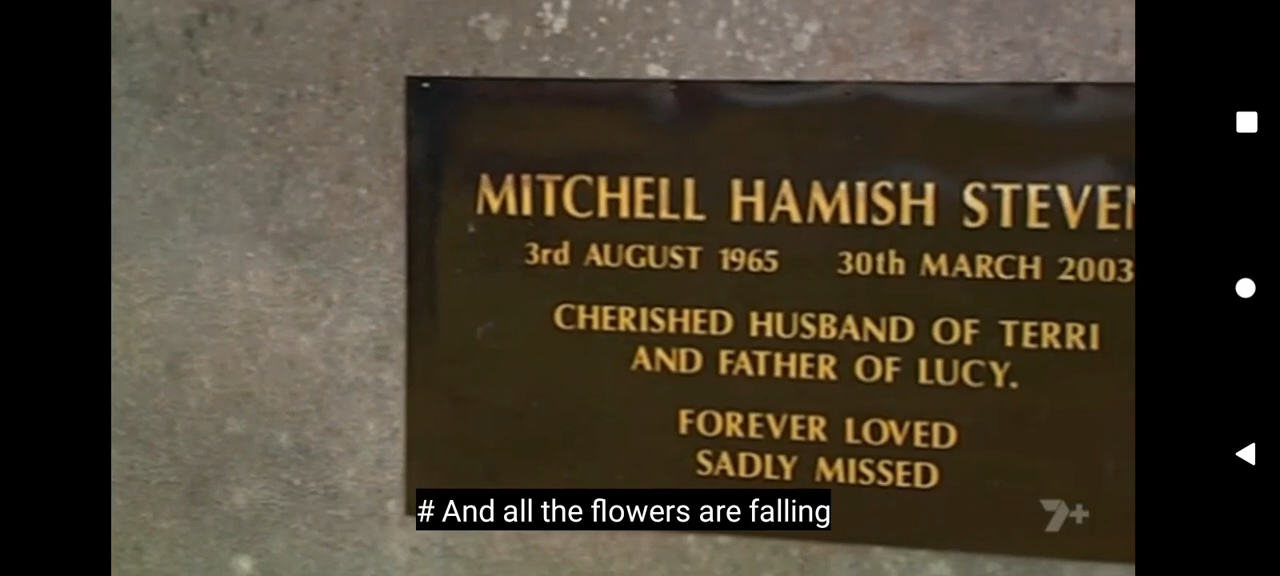 MITCHELL HAMISH STEVEN
3rd AUGUST 1965 30th MARCH 2003
CHERISHED HUSBAND OF TERRI
AND FATHER OF LUCY.
FOREVER LOVED
SADLY MISSED
# And all the flowers are falling
7+